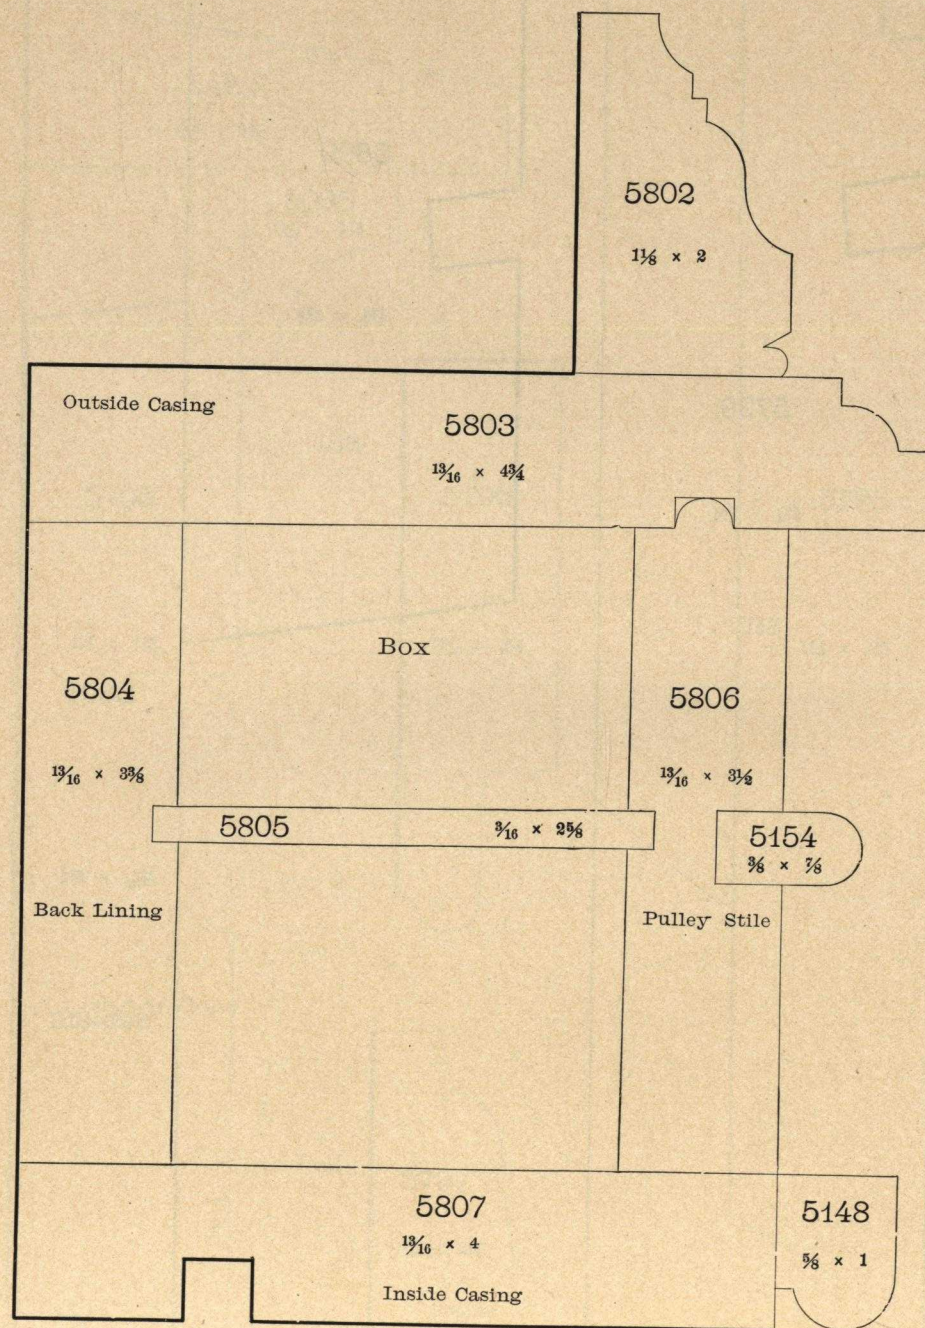 5802
1⅛ × 2
Outside Casing
5803
13⁄16 × 4¾
Box
5804
13⁄16 × 3⅜
5806
13⁄16 × 3½
5805 3⁄16 × 2⅝
5154
⅜ × ⅞
Back Lining
Pulley Stile
5807
13⁄16 × 4
Inside Casing
5148
⅝ × 1